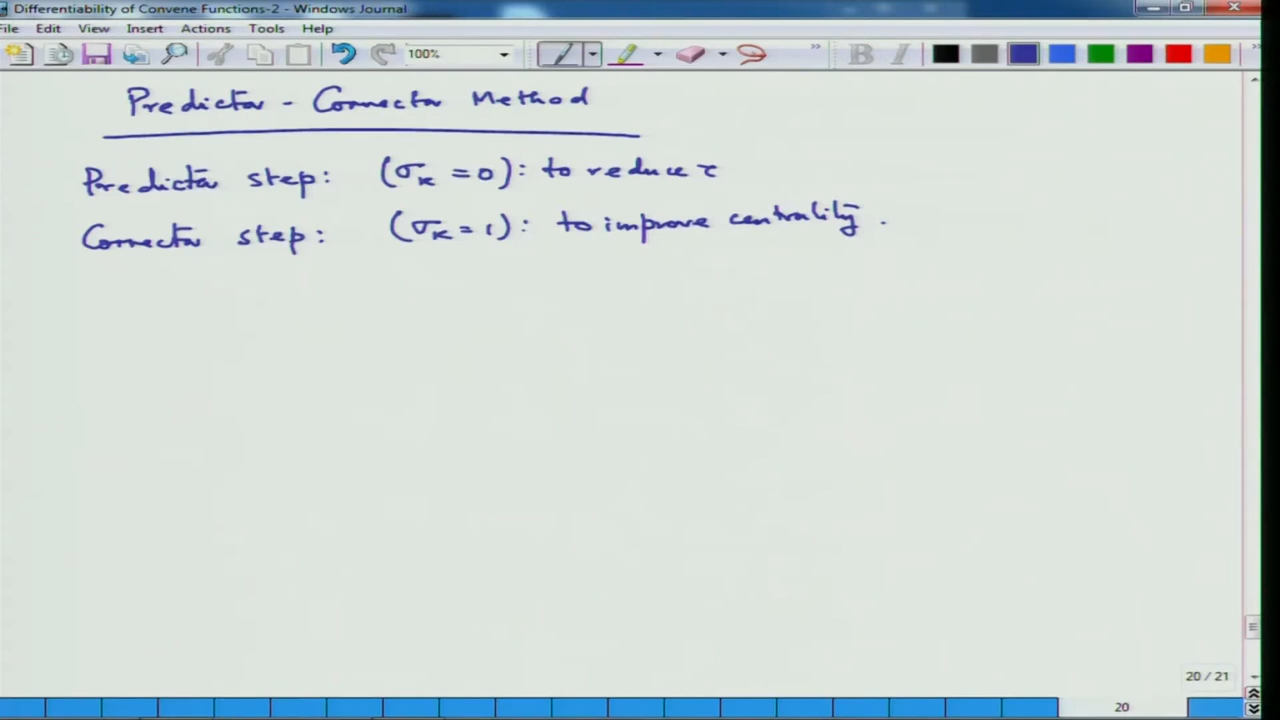 Differentiability of Convene Functions-2 - Windows Journal
File Edit View Insert Actions Tools Help
100%
B I
Predictor - Corrector Method
Predictor step: (σₖ = 0): to reduce τ
Corrector step: (σₖ = 1): to improve centrality.
20 / 21
20